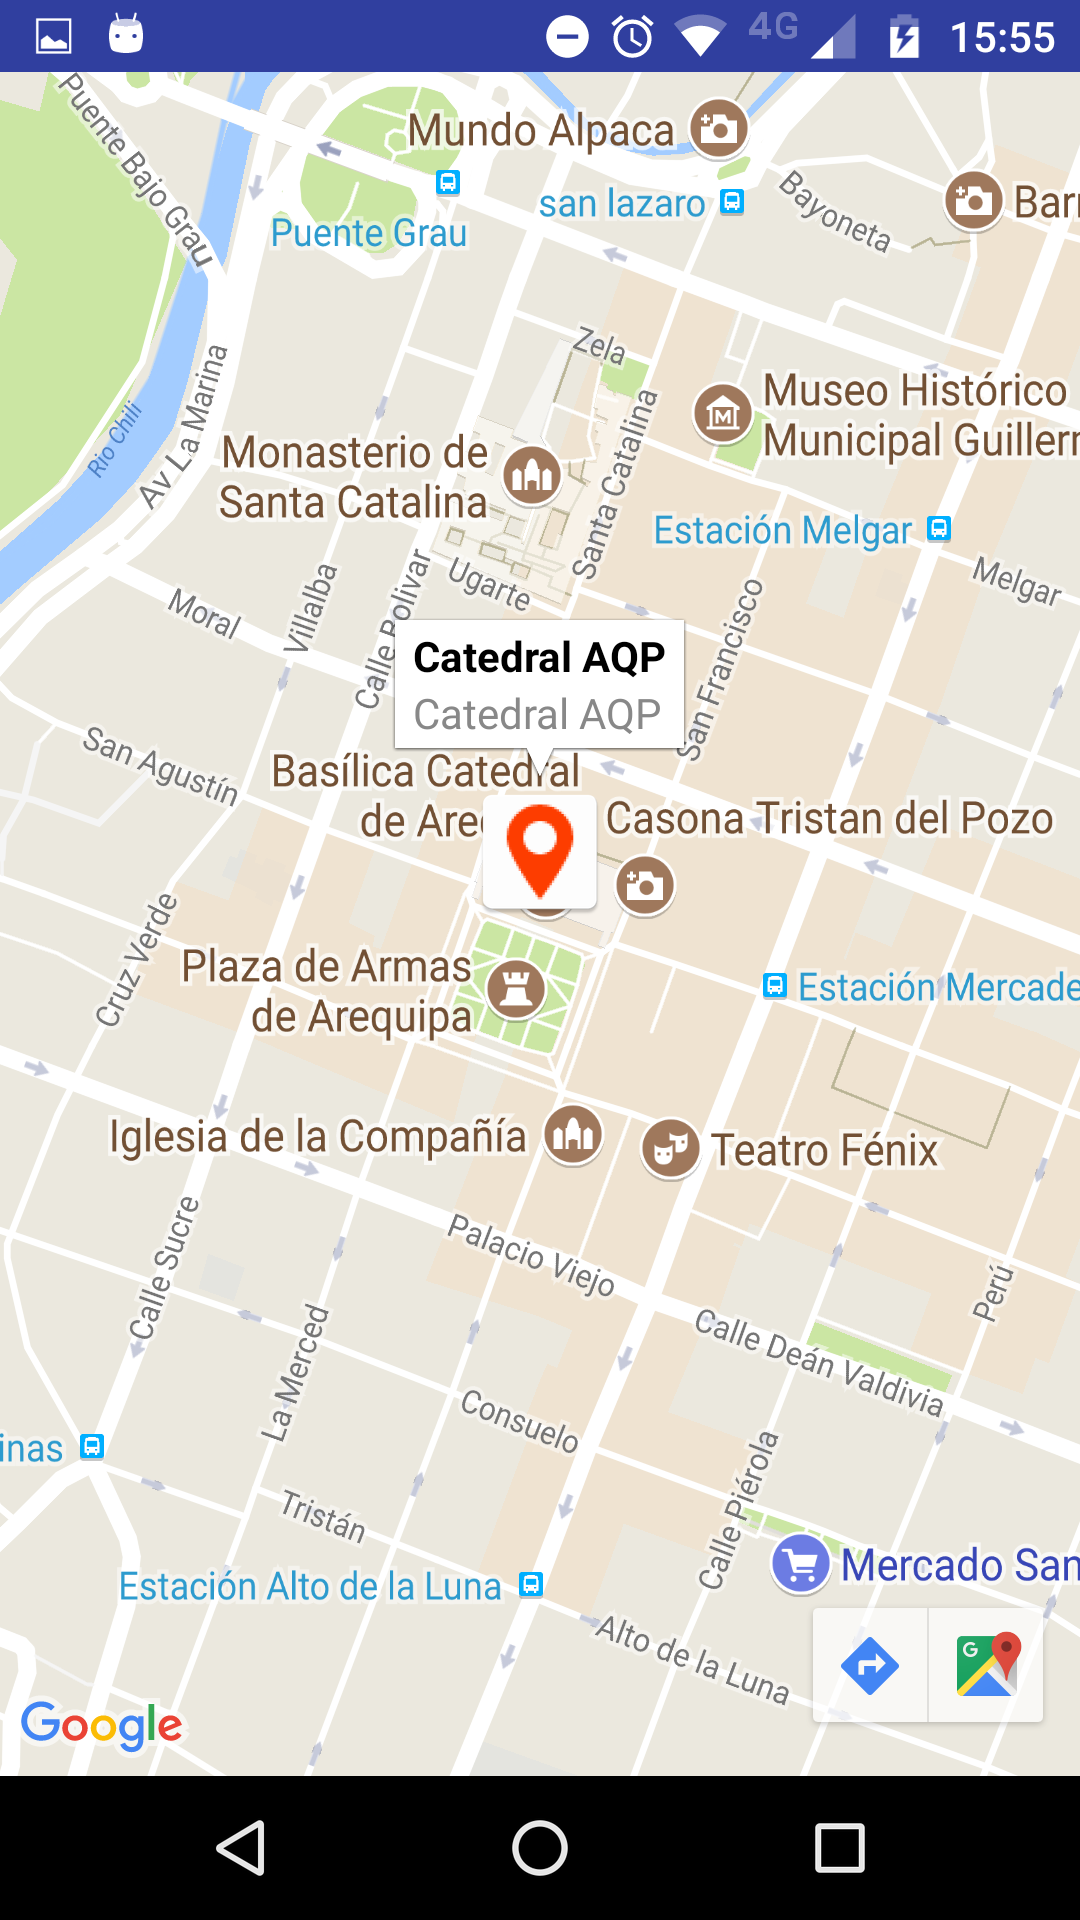 4G
15:55
Puente Bajo Grau
Mundo Alpaca
san lazaro
Bayoneta
Barr
Puente Grau
Zela
Rio Chili
Av La Marina
Museo Histórico
Municipal Guiller
Monasterio de
Santa Catalina
Santa Catalina
Estación Melgar
Melgar
Ugarte
Moral
Villalba
Calle Bolivar
San Francisco
Catedral AQP
Catedral AQP
San Agustín
Basílica Catedral
de Are
Casona Tristan del Pozo
Cruz Verde
Plaza de Armas
de Arequipa
Estación Mercade
Iglesia de la Compañía
Teatro Fénix
Calle Sucre
Palacio Viejo
Perú
La Merced
Calle Deán Valdivia
Consuelo
inas
Calle Piérola
Tristán
Mercado San
Estación Alto de la Luna
Alto de la Luna
G
Google